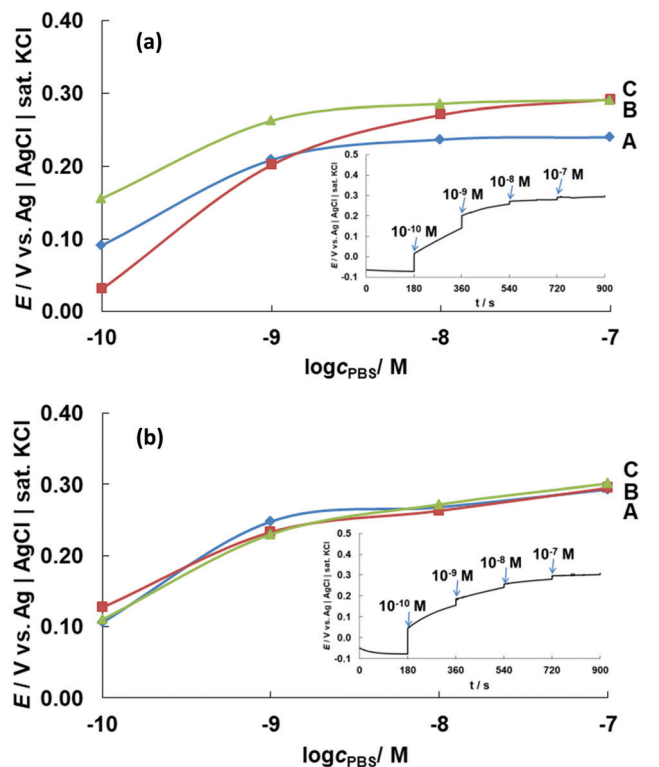 (a)
E / V vs. Ag | AgCl | sat. KCl
0.40
0.30
0.20
0.10
0.00
C
B
A
E / V vs. Ag | AgCl | sat. KCl
0.5
0.4
0.3
0.2
0.1
0.0
-0.1
10⁻¹⁰ M
10⁻⁹ M
10⁻⁸ M
10⁻⁷ M
0 180 360 540 720 900
t / s
-10 -9 -8 -7
logc_PBS/ M
(b)
E / V vs. Ag | AgCl | sat. KCl
0.40
0.30
0.20
0.10
0.00
C
B
A
E / V vs. Ag | AgCl | sat. KCl
0.5
0.4
0.3
0.2
0.1
0.0
-0.1
10⁻¹⁰ M
10⁻⁹ M
10⁻⁸ M
10⁻⁷ M
0 180 360 540 720 900
t / s
-10 -9 -8 -7
logc_PBS/ M